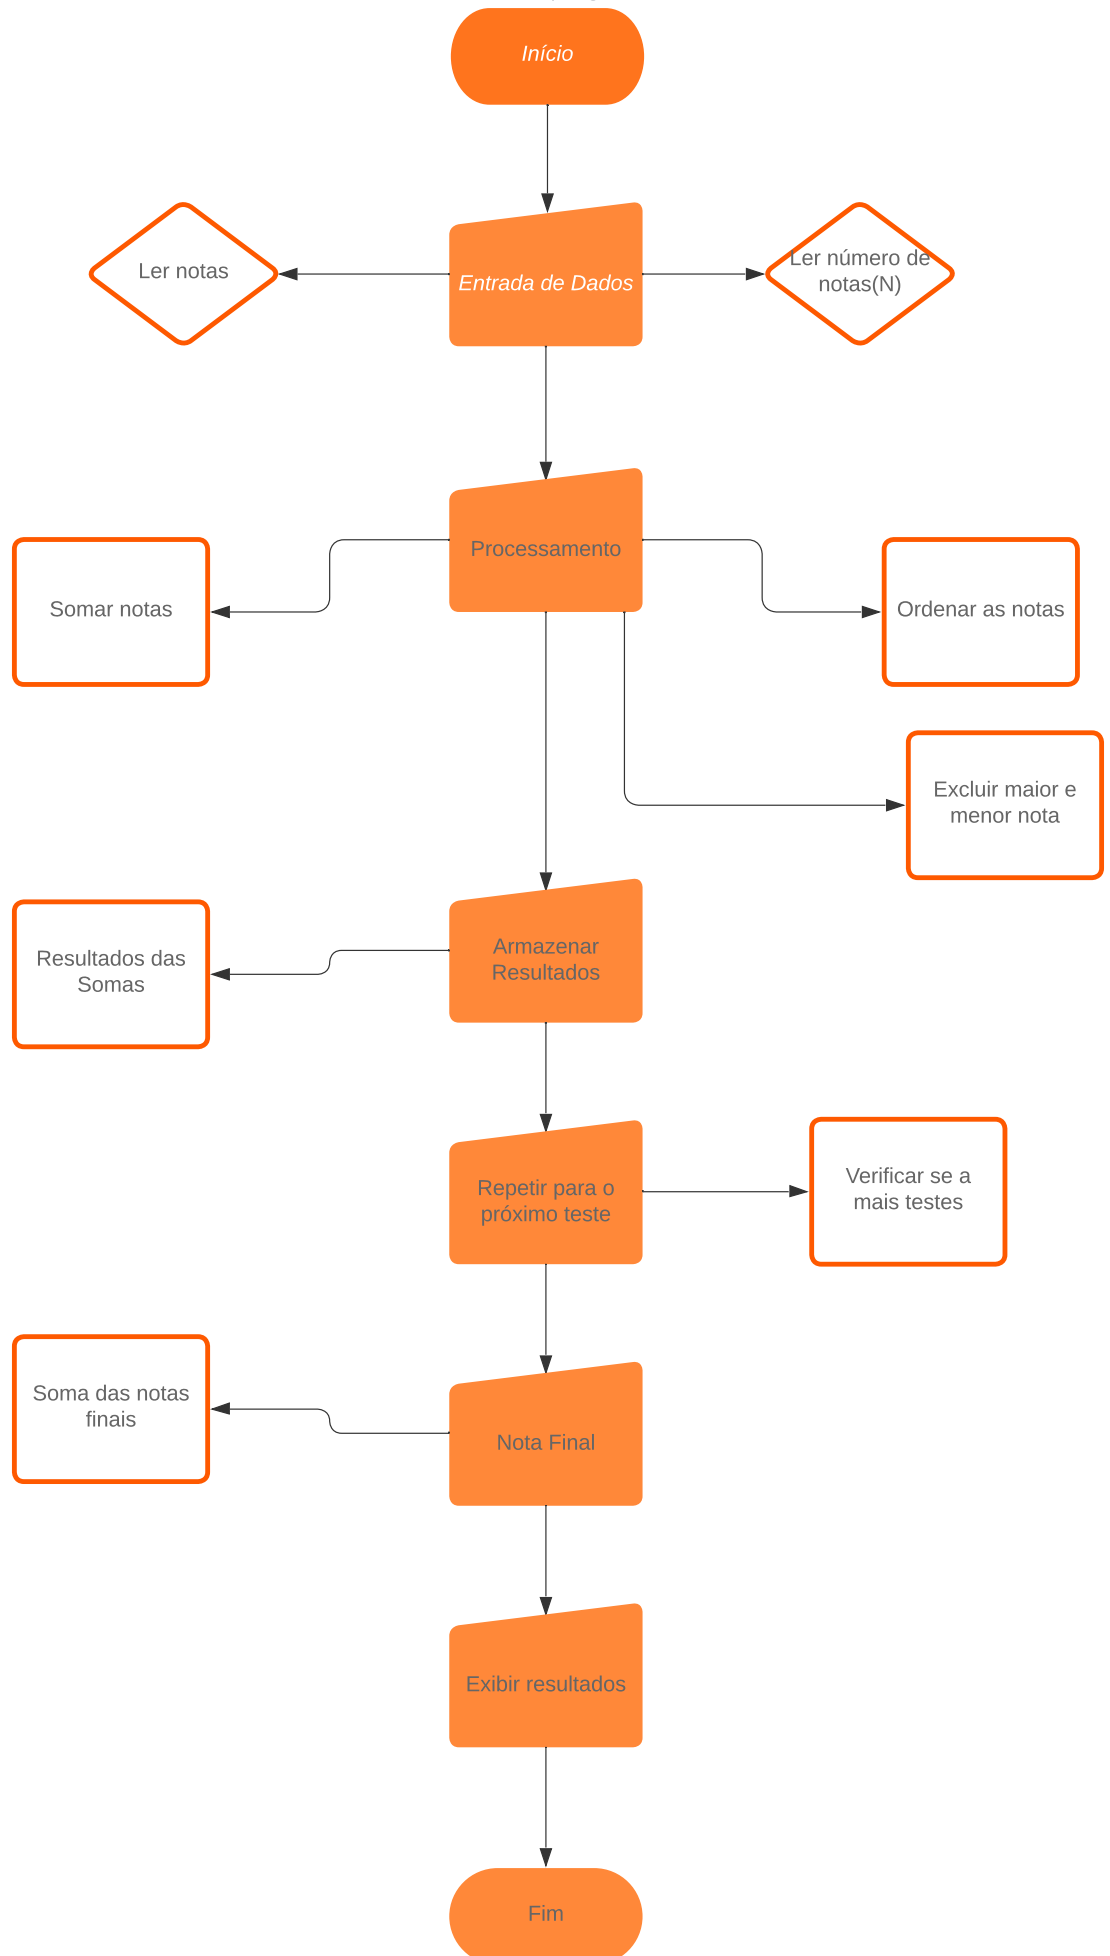 Início
Ler notas
Entrada de Dados
Ler número de
notas(N)
Processamento
Somar notas
Ordenar as notas
Excluir maior e
menor nota
Armazenar
Resultados
Resultados das
Somas
Repetir para o
próximo teste
Verificar se a
mais testes
Soma das notas
finais
Nota Final
Exibir resultados
Fim